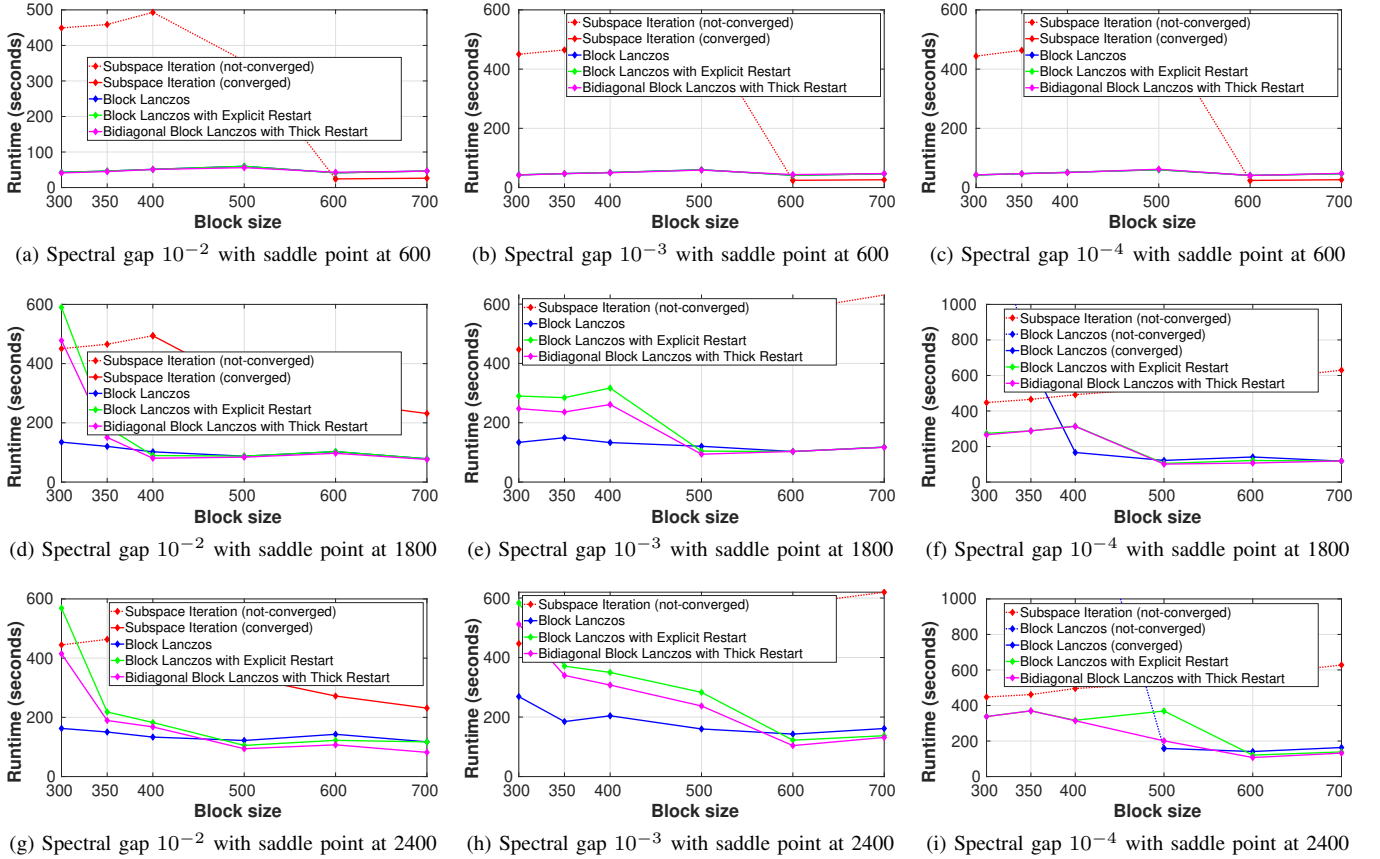 Runtime (seconds)
500
400
300
200
100
0
Subspace Iteration (not-converged)
Subspace Iteration (converged)
Block Lanczos
Block Lanczos with Explicit Restart
Bidiagonal Block Lanczos with Thick Restart
300 350 400 500 600 700
Block size
(a) Spectral gap 10−2 with saddle point at 600
Runtime (seconds)
600
400
200
0
Subspace Iteration (not-converged)
Subspace Iteration (converged)
Block Lanczos
Block Lanczos with Explicit Restart
Bidiagonal Block Lanczos with Thick Restart
300 350 400 500 600 700
Block size
(b) Spectral gap 10−3 with saddle point at 600
Runtime (seconds)
600
400
200
0
Subspace Iteration (not-converged)
Subspace Iteration (converged)
Block Lanczos
Block Lanczos with Explicit Restart
Bidiagonal Block Lanczos with Thick Restart
300 350 400 500 600 700
Block size
(c) Spectral gap 10−4 with saddle point at 600
Runtime (seconds)
600
400
200
0
Subspace Iteration (not-converged)
Subspace Iteration (converged)
Block Lanczos
Block Lanczos with Explicit Restart
Bidiagonal Block Lanczos with Thick Restart
300 350 400 500 600 700
Block size
(d) Spectral gap 10−2 with saddle point at 1800
Runtime (seconds)
600
400
200
0
Subspace Iteration (not-converged)
Block Lanczos
Block Lanczos with Explicit Restart
Bidiagonal Block Lanczos with Thick Restart
300 350 400 500 600 700
Block size
(e) Spectral gap 10−3 with saddle point at 1800
Runtime (seconds)
1000
800
600
400
200
0
Subspace Iteration (not-converged)
Block Lanczos (not-converged)
Block Lanczos (converged)
Block Lanczos with Explicit Restart
Bidiagonal Block Lanczos with Thick Restart
300 350 400 500 600 700
Block size
(f) Spectral gap 10−4 with saddle point at 1800
Runtime (seconds)
600
400
200
0
Subspace Iteration (not-converged)
Subspace Iteration (converged)
Block Lanczos
Block Lanczos with Explicit Restart
Bidiagonal Block Lanczos with Thick Restart
300 350 400 500 600 700
Block size
(g) Spectral gap 10−2 with saddle point at 2400
Runtime (seconds)
600
400
200
0
Subspace Iteration (not-converged)
Block Lanczos
Block Lanczos with Explicit Restart
Bidiagonal Block Lanczos with Thick Restart
300 350 400 500 600 700
Block size
(h) Spectral gap 10−3 with saddle point at 2400
Runtime (seconds)
1000
800
600
400
200
0
Subspace Iteration (not-converged)
Block Lanczos (not-converged)
Block Lanczos (converged)
Block Lanczos with Explicit Restart
Bidiagonal Block Lanczos with Thick Restart
300 350 400 500 600 700
Block size
(i) Spectral gap 10−4 with saddle point at 2400